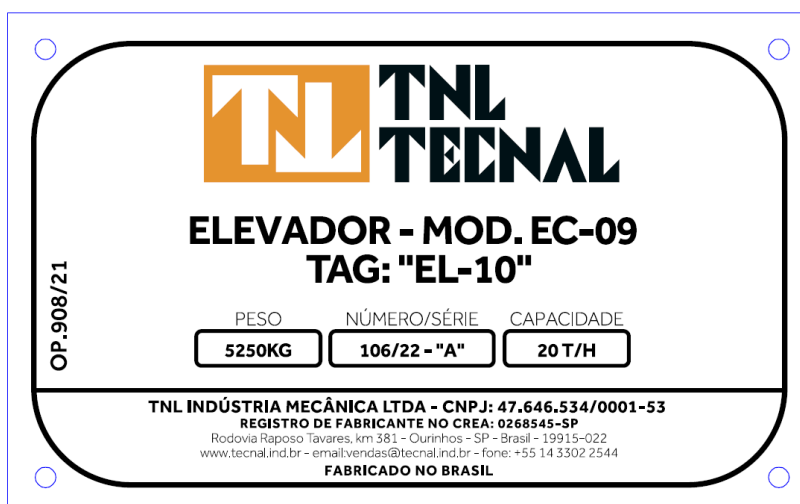 TNL
TECNAL
ELEVADOR - MOD. EC-09
TAG: "EL-10"
OP.908/21
PESO NÚMERO/SÉRIE CAPACIDADE
5250KG 106/22 - "A" 20 T/H
TNL INDÚSTRIA MECÂNICA LTDA - CNPJ: 47.646.534/0001-53
REGISTRO DE FABRICANTE NO CREA: 0268545-SP
Rodovia Raposo Tavares, km 381 - Ourinhos - SP - Brasil - 19915-022
www.tecnal.ind.br - email:vendas@tecnal.ind.br - fone: +55 14 3302 2544
FABRICADO NO BRASIL